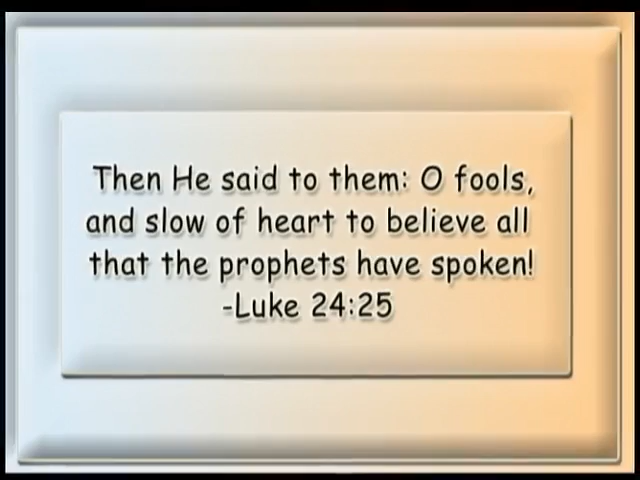 Then He said to them: O fools,
and slow of heart to believe all
that the prophets have spoken!
-Luke 24:25